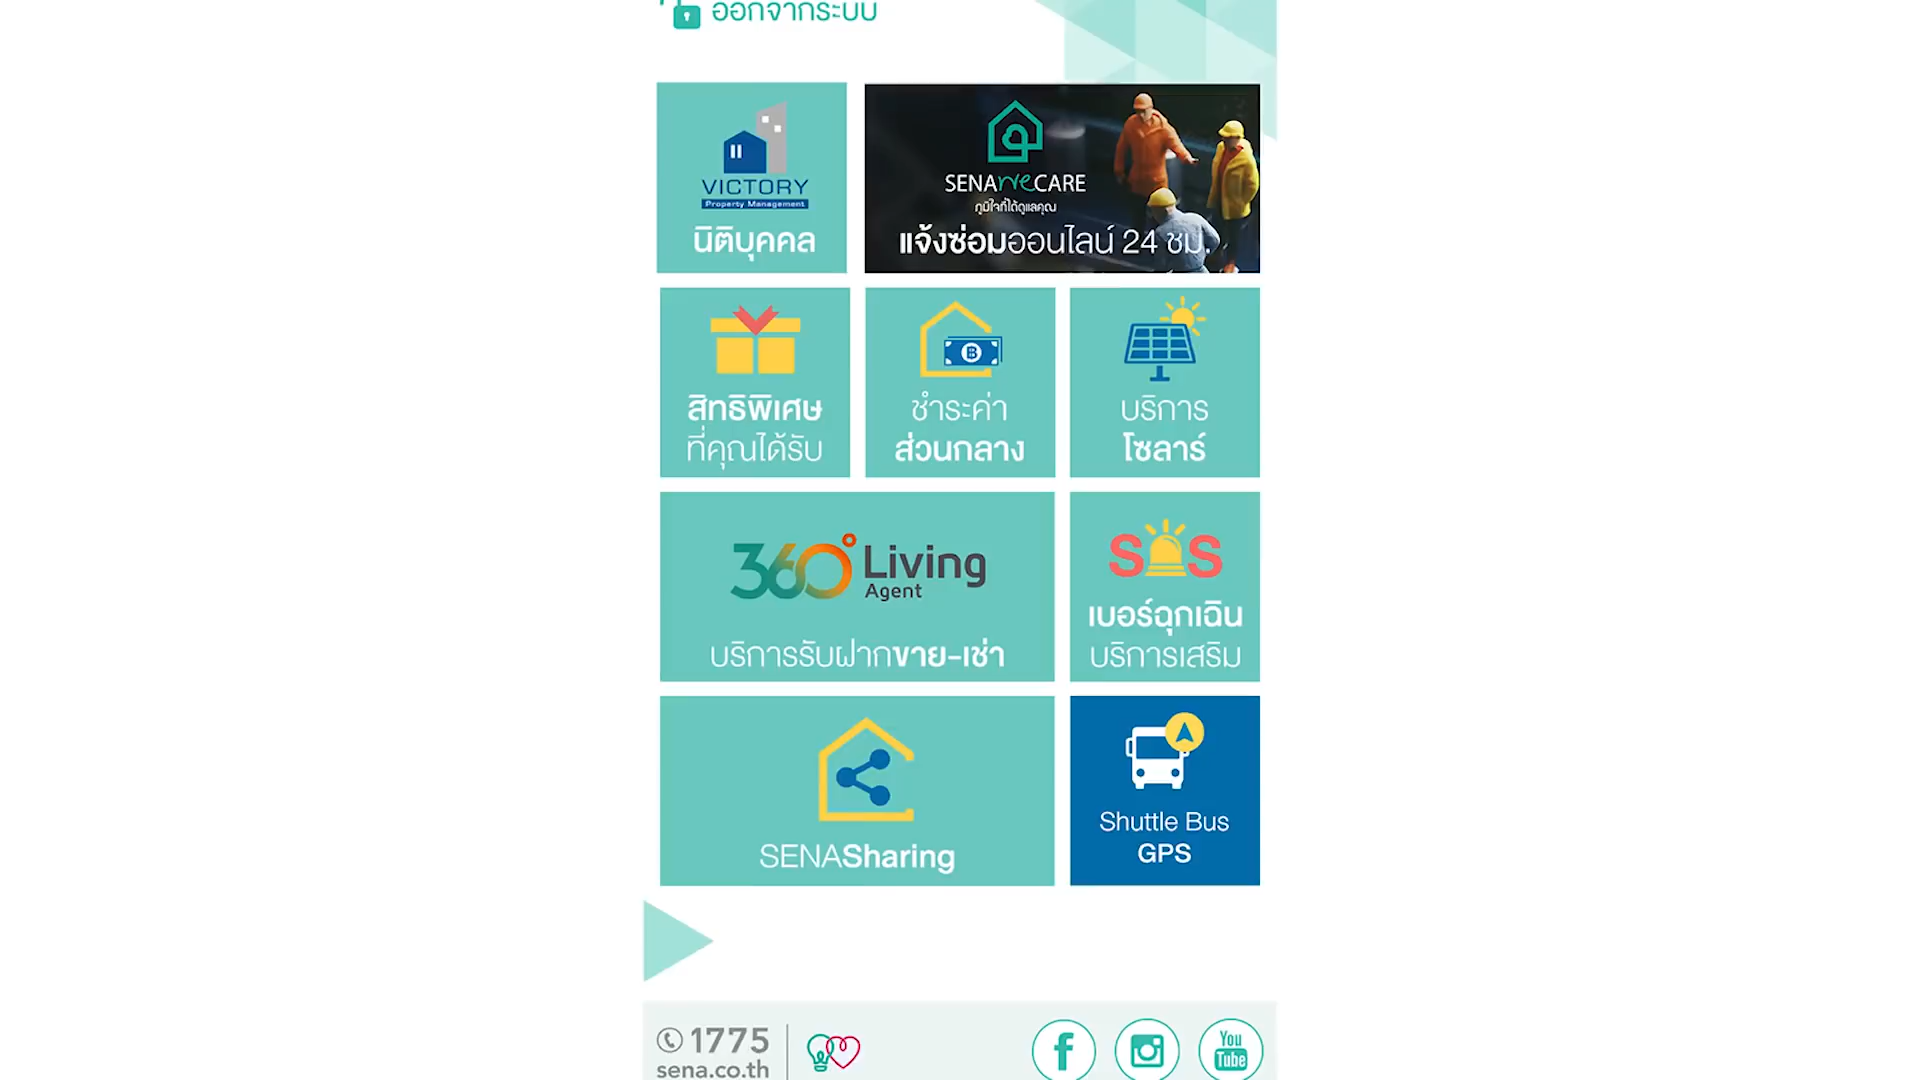 ออกจากระบบ
VICTORY
Property Management
นิติบุคคล
SENA we CARE
ภูมิใจที่ได้ดูแลคุณ
แจ้งซ่อมออนไลน์ 24 ชม.
สิทธิพิเศษ
ที่คุณได้รับ
ชำระค่า
ส่วนกลาง
บริการ
โซลาร์
360° Living
Agent
บริการรับฝากขาย-เช่า
SOS
เบอร์ฉุกเฉิน
บริการเสริม
SENASharing
Shuttle Bus
GPS
1775
sena.co.th
You
Tube